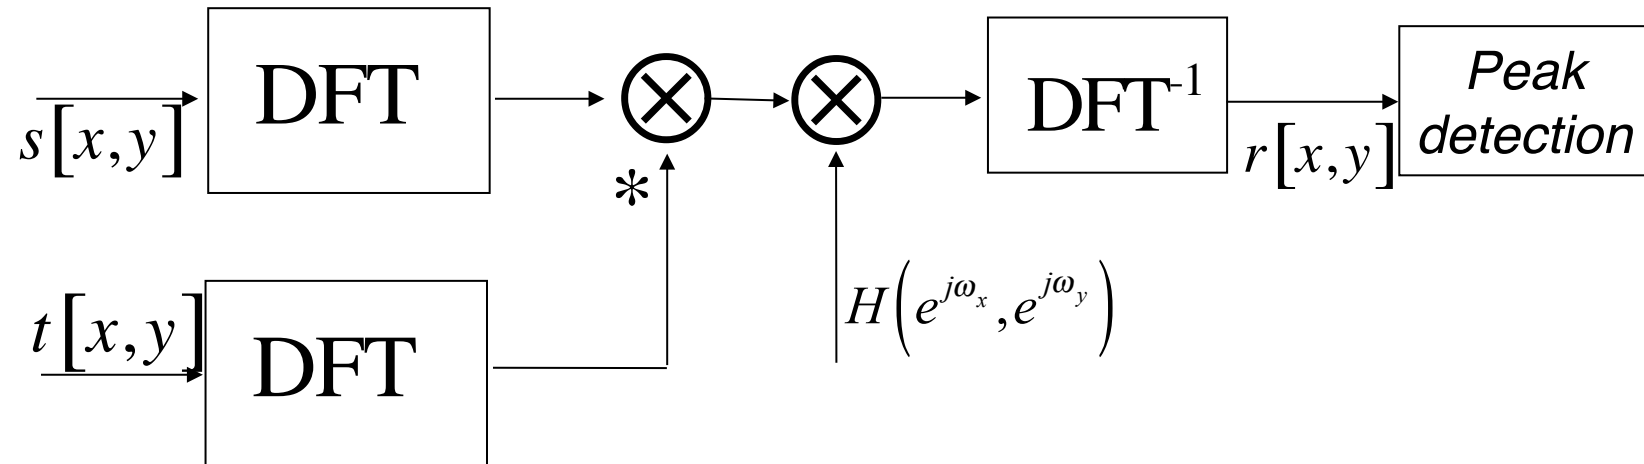 DFT
s[x,y]
*
DFT⁻¹
r[x,y]
Peak
detection
t[x,y]
DFT
H(e^{jω_x},e^{jω_y})